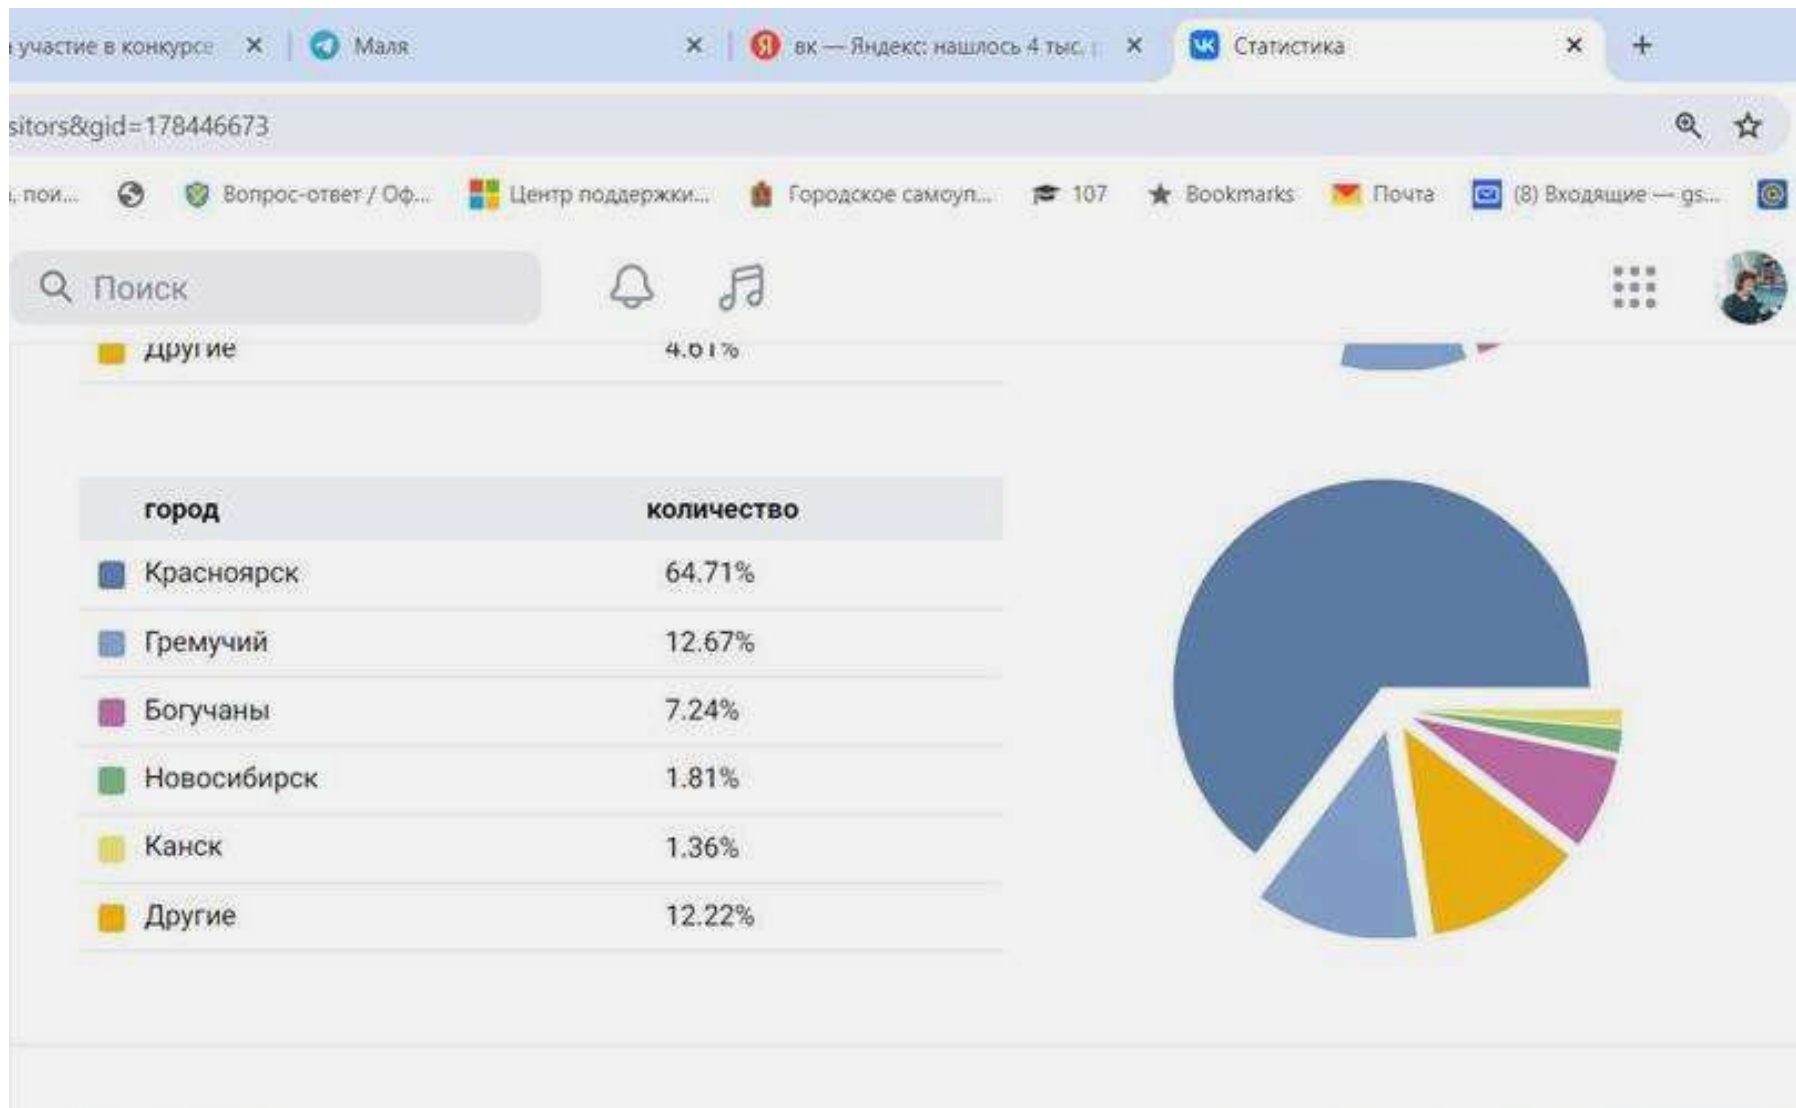 участие в конкурсе
Маля
вк — Яндекс: нашлось 4 тыс.
Статистика
sitors&gid=178446673
, пои...
Вопрос-ответ / Оф...
Центр поддержки...
Городское самоуп...
107
Bookmarks
Почта
(8) Входящие — gs...
Поиск
Другие 4.61%
город количество
Красноярск 64.71%
Гремучий 12.67%
Богучаны 7.24%
Новосибирск 1.81%
Канск 1.36%
Другие 12.22%